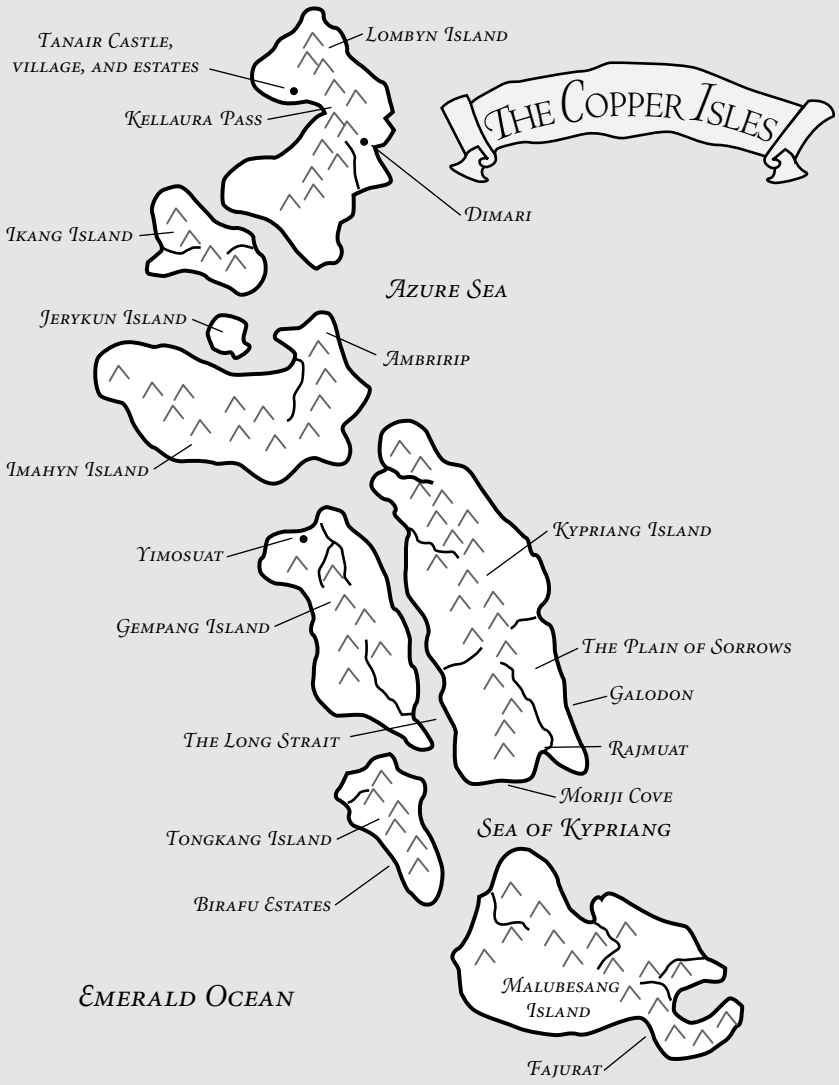 Tanair Castle,
village, and estates
Lombyn Island
The Copper Isles
Kellaura Pass
Dimari
Ikang Island
Azure Sea
Jerykun Island
Ambririp
Imahyn Island
Kypriang Island
Yimosuat
Gempang Island
The Plain of Sorrows
Galodon
The Long Strait
Rajmuat
Moriji Cove
Sea of Kypriang
Tongkang Island
Birafu Estates
Malubesang
Island
Emerald Ocean
Fajurat